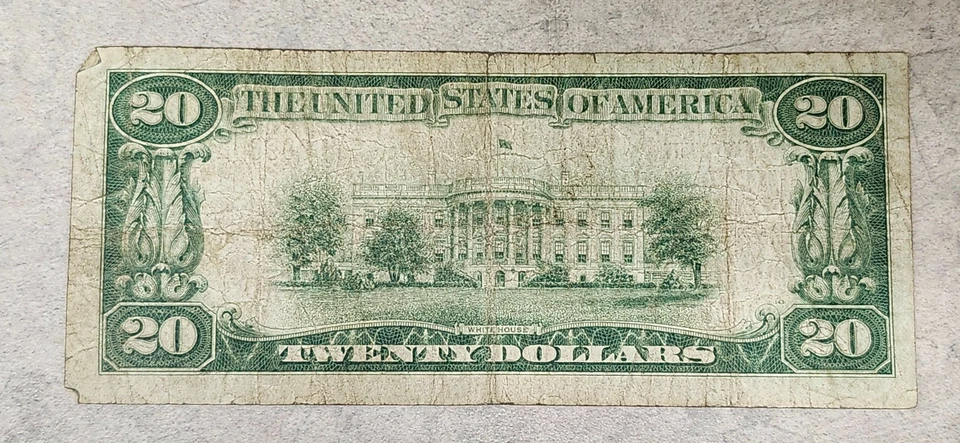 20 THE UNITED STATES OF AMERICA 20
WHITE HOUSE
20 TWENTY DOLLARS 20